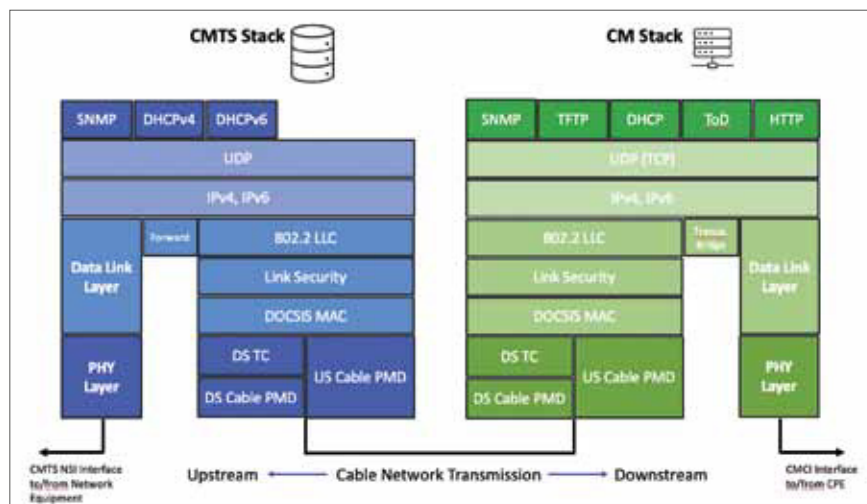 CMTS Stack
CM Stack
SNMP
DHCPv4
DHCPv6
SNMP
TFTP
DHCP
ToD
HTTP
UDP
UDP (TCP)
IPv4, IPv6
IPv4, IPv6
Data Link
Layer
Forward
802.2 LLC
Link Security
DOCSIS MAC
802.2 LLC
Link Security
DOCSIS MAC
Transp.
Bridge
Data Link
Layer
PHY
Layer
DS TC
DS Cable PMD
US Cable PMD
DS TC
DS Cable PMD
US Cable PMD
PHY
Layer
CMTS NSI Interface
to/from Network
Equipment
Upstream
Cable Network Transmission
Downstream
CMCI Interface
to/from CPE